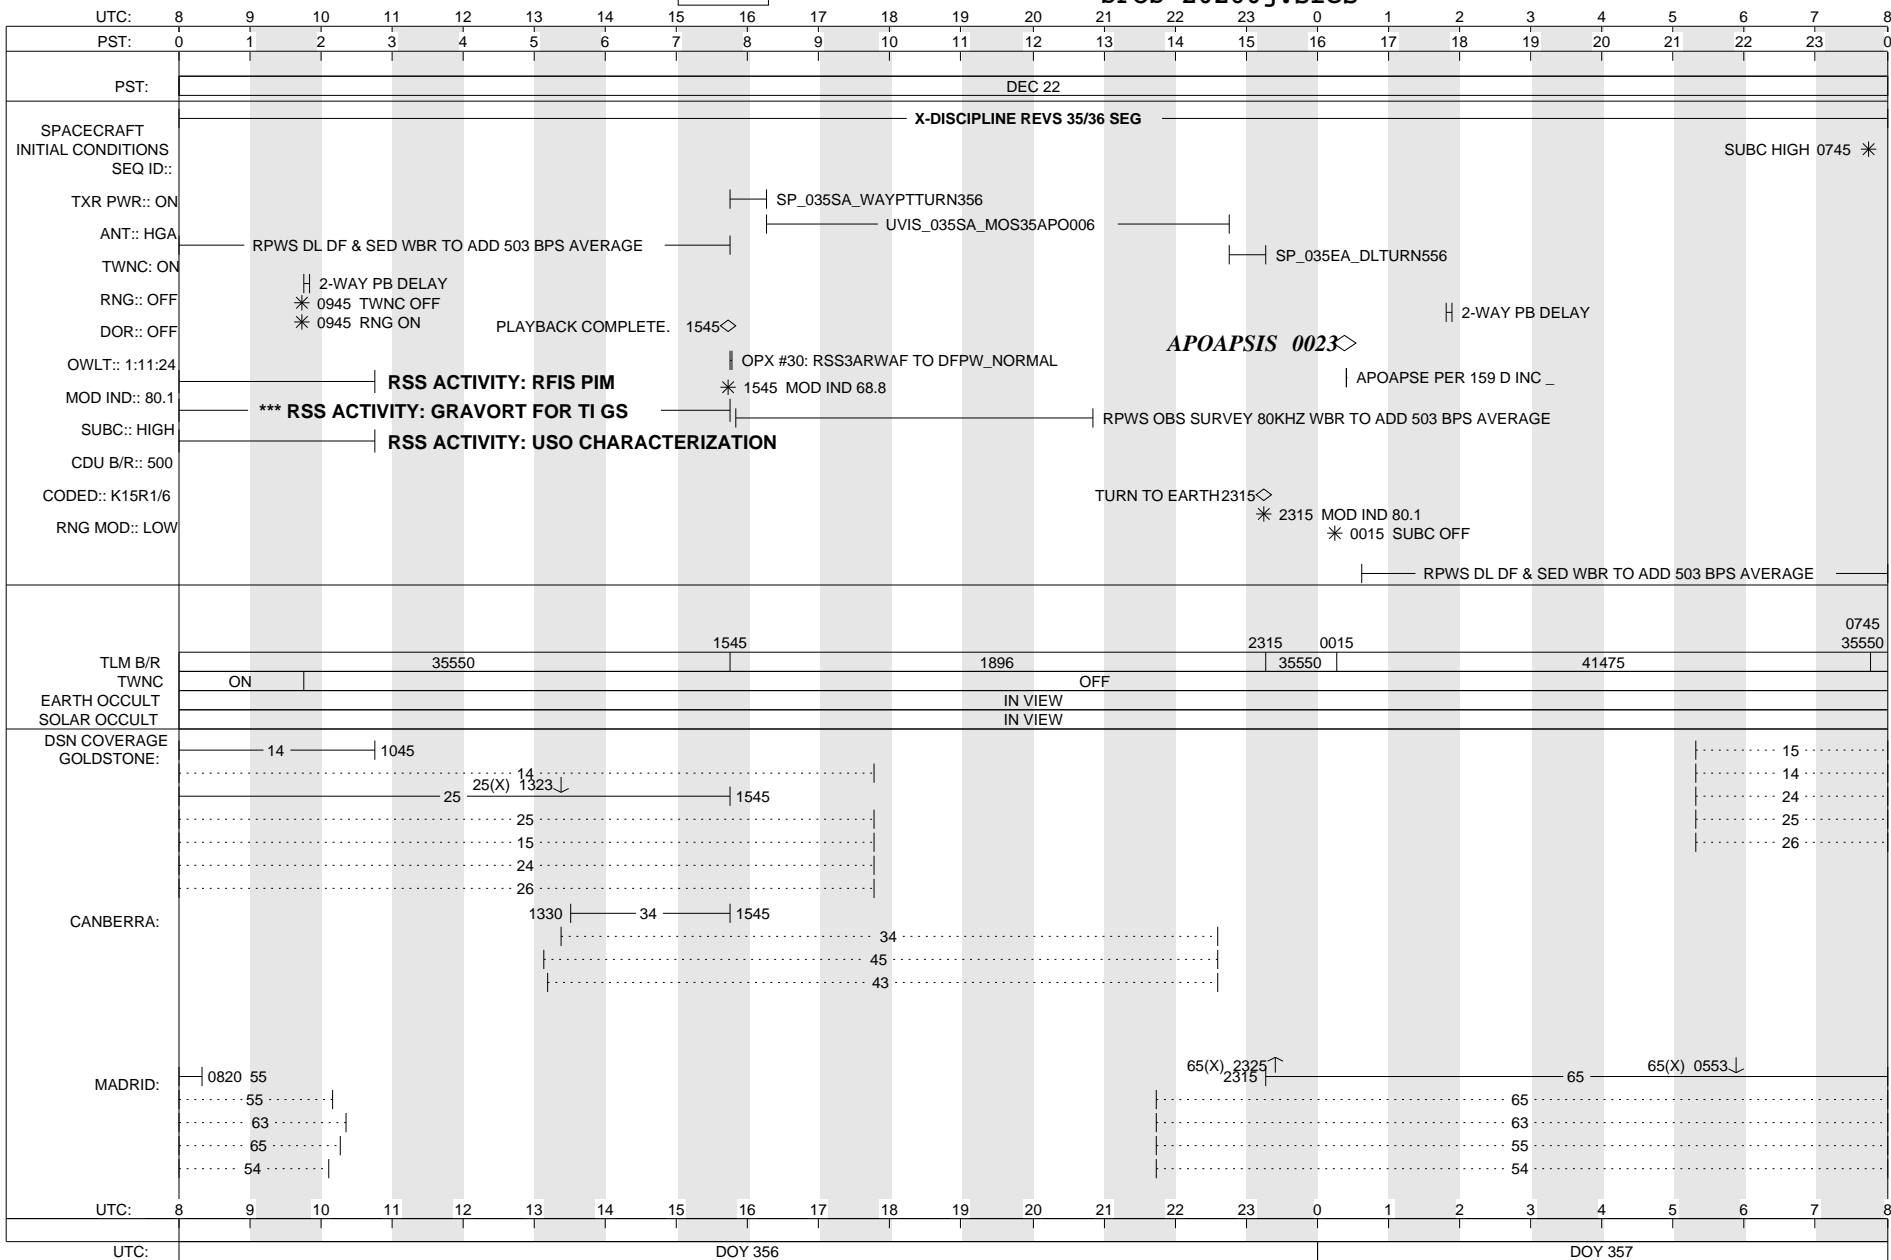 UTC: 8 9 10 11 12 13 14 15 16 17 18 19 20 21 22 23 0 1 2 3 4 5 6 7 8
PST: 0 1 2 3 4 5 6 7 8 9 10 11 12 13 14 15 16 17 18 19 20 21 22 23 0
PST: DEC 22
X-DISCIPLINE REVS 35/36 SEG
SPACECRAFT
INITIAL CONDITIONS
SEQ ID::
SUBC HIGH 0745
TXR PWR:: ON
SP_035SA_WAYPTTURN356
UVIS_035SA_MOS35APO006
ANT:: HGA
RPWS DL DF & SED WBR TO ADD 503 BPS AVERAGE
SP_035EA_DLTURN556
TWNC: ON
2-WAY PB DELAY
RNG:: OFF
0945 TWNC OFF
2-WAY PB DELAY
0945 RNG ON
PLAYBACK COMPLETE. 1545
DOR:: OFF
APOAPSIS 0023
OWLT:: 1:11:24
OPX #30: RSS3ARWAF TO DFPW_NORMAL
RSS ACTIVITY: RFIS PIM
APOAPSE PER 159 D INC _
1545 MOD IND 68.8
MOD IND:: 80.1
*** RSS ACTIVITY: GRAVORT FOR TI GS
RPWS OBS SURVEY 80KHZ WBR TO ADD 503 BPS AVERAGE
SUBC:: HIGH
RSS ACTIVITY: USO CHARACTERIZATION
CDU B/R:: 500
CODED:: K15R1/6
TURN TO EARTH2315
2315 MOD IND 80.1
RNG MOD:: LOW
0015 SUBC OFF
RPWS DL DF & SED WBR TO ADD 503 BPS AVERAGE
0745
1545 2315 0015 35550
TLM B/R 35550 1896 35550 41475
TWNC ON OFF
EARTH OCCULT IN VIEW
SOLAR OCCULT IN VIEW
DSN COVERAGE
GOLDSTONE:
14 1045 15
14 14
25(X) 1323
25 1545 24
25 25
15 26
24
26
CANBERRA:
1330 34 1545
34
45
43
65(X) 2325 65(X) 0553
MADRID:
0820 55 2315 65
55 65
63 63
65 55
54 54
UTC: 8 9 10 11 12 13 14 15 16 17 18 19 20 21 22 23 0 1 2 3 4 5 6 7 8
UTC: DOY 356 DOY 357